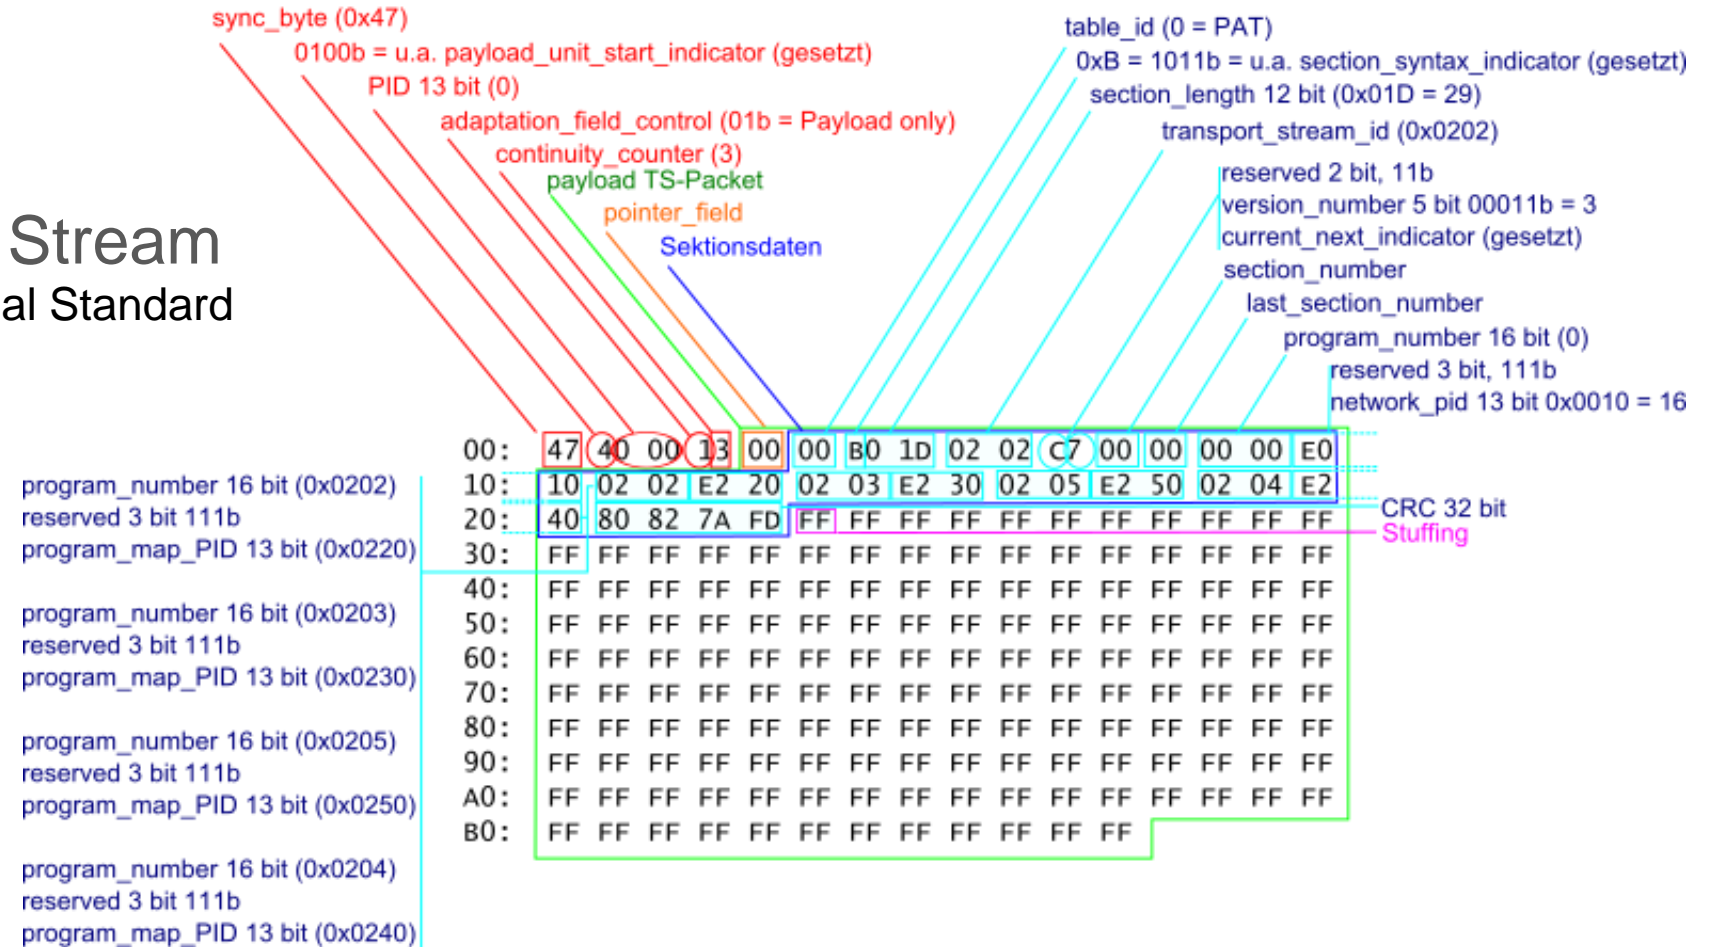 sync_byte (0x47)
0100b = u.a. payload_unit_start_indicator (gesetzt)
PID 13 bit (0)
adaptation_field_control (01b = Payload only)
continuity_counter (3)
payload TS-Packet
pointer_field
Sektionsdaten
table_id (0 = PAT)
0xB = 1011b = u.a. section_syntax_indicator (gesetzt)
section_length 12 bit (0x01D = 29)
transport_stream_id (0x0202)
reserved 2 bit, 11b
version_number 5 bit 00011b = 3
current_next_indicator (gesetzt)
section_number
last_section_number
program_number 16 bit (0)
reserved 3 bit, 111b
network_pid 13 bit 0x0010 = 16
Stream
al Standard
00: 47 40 00 13 00 00 B0 1D 02 02 C7 00 00 00 00 E0
10: 10 02 02 E2 20 02 03 E2 30 02 05 E2 50 02 04 E2
20: 40 80 82 7A FD FF FF FF FF FF FF FF FF FF FF FF
30: FF FF FF FF FF FF FF FF FF FF FF FF FF FF FF FF
40: FF FF FF FF FF FF FF FF FF FF FF FF FF FF FF FF
50: FF FF FF FF FF FF FF FF FF FF FF FF FF FF FF FF
60: FF FF FF FF FF FF FF FF FF FF FF FF FF FF FF FF
70: FF FF FF FF FF FF FF FF FF FF FF FF FF FF FF FF
80: FF FF FF FF FF FF FF FF FF FF FF FF FF FF FF FF
90: FF FF FF FF FF FF FF FF FF FF FF FF FF FF FF FF
A0: FF FF FF FF FF FF FF FF FF FF FF FF FF FF FF FF
B0: FF FF FF FF FF FF FF FF FF FF FF FF
CRC 32 bit
Stuffing
program_number 16 bit (0x0202)
reserved 3 bit 111b
program_map_PID 13 bit (0x0220)
program_number 16 bit (0x0203)
reserved 3 bit 111b
program_map_PID 13 bit (0x0230)
program_number 16 bit (0x0205)
reserved 3 bit 111b
program_map_PID 13 bit (0x0250)
program_number 16 bit (0x0204)
reserved 3 bit 111b
program_map_PID 13 bit (0x0240)